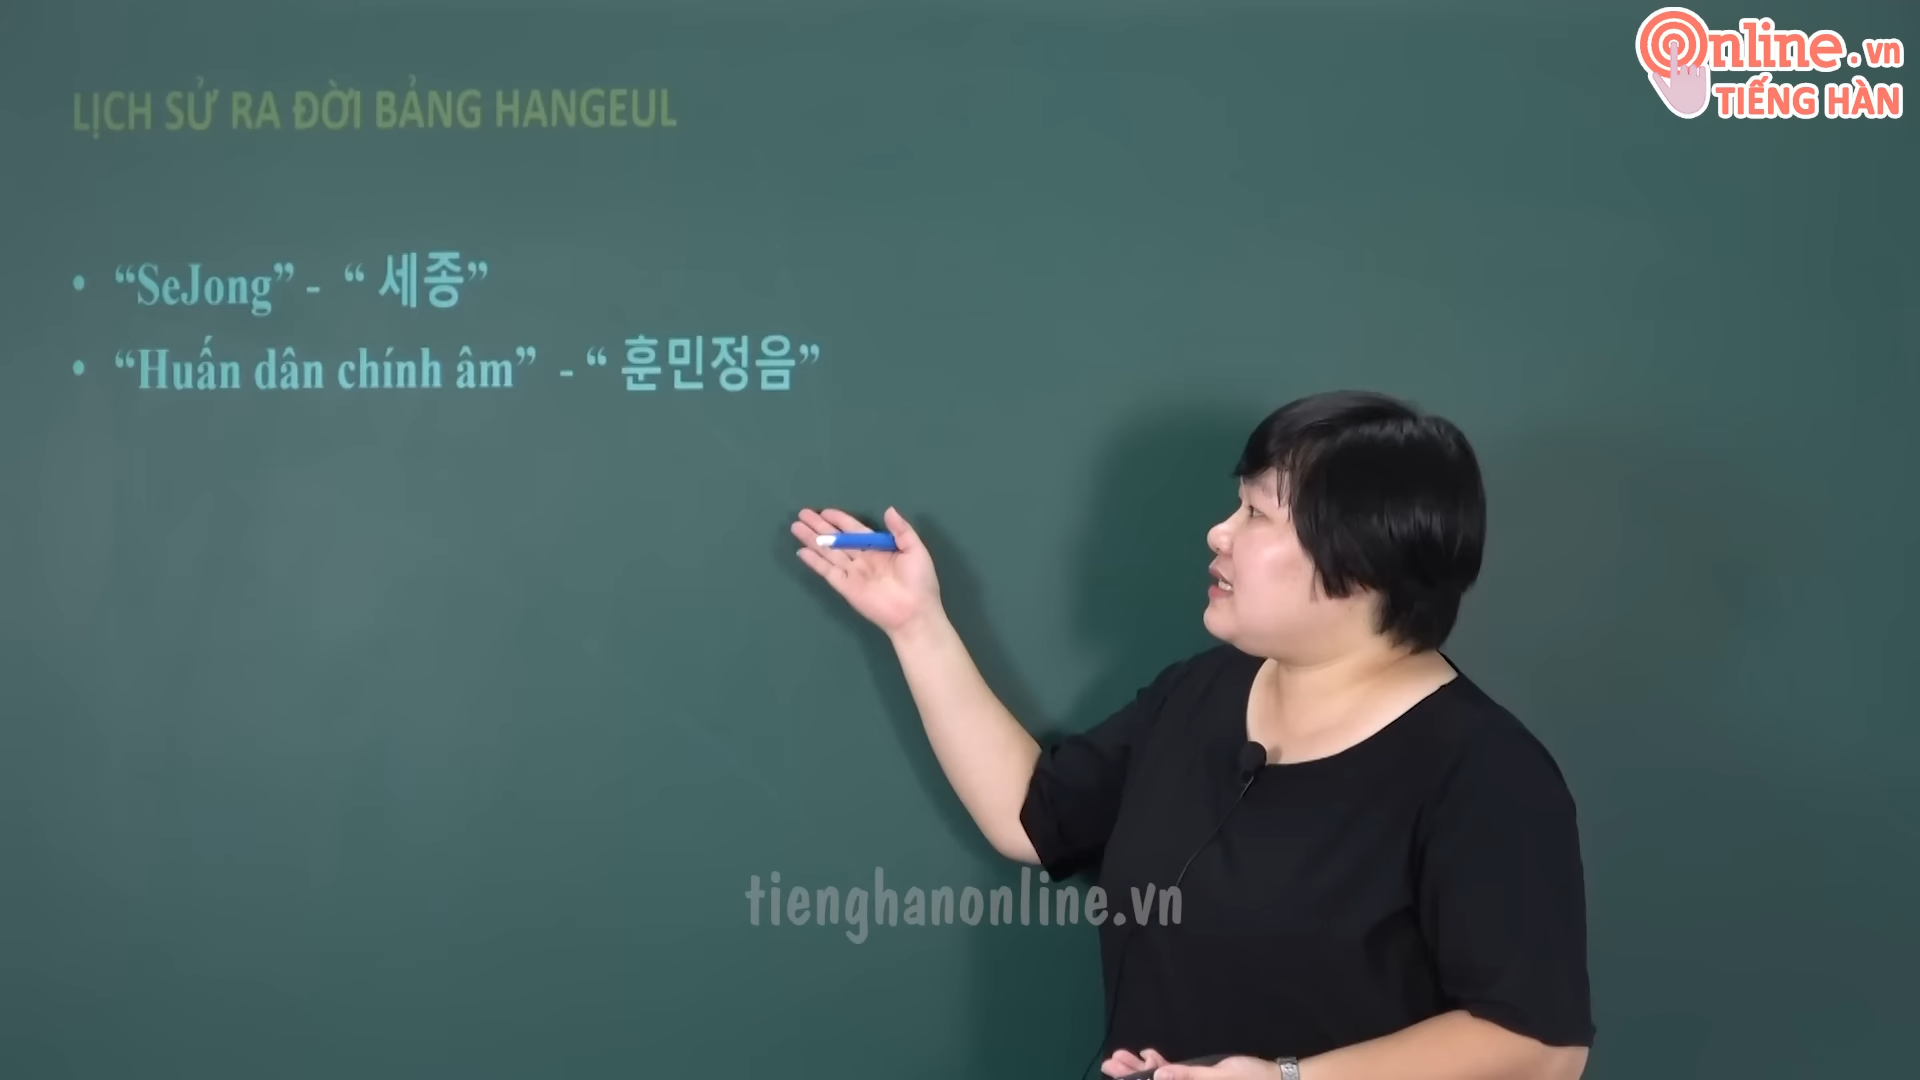 Online.vn
TIẾNG HÀN
LỊCH SỬ RA ĐỜI BẢNG HANGEUL
• “SeJong” - “ 세종”
• “Huấn dân chính âm” - “ 훈민정음”
tienghanonline.vn